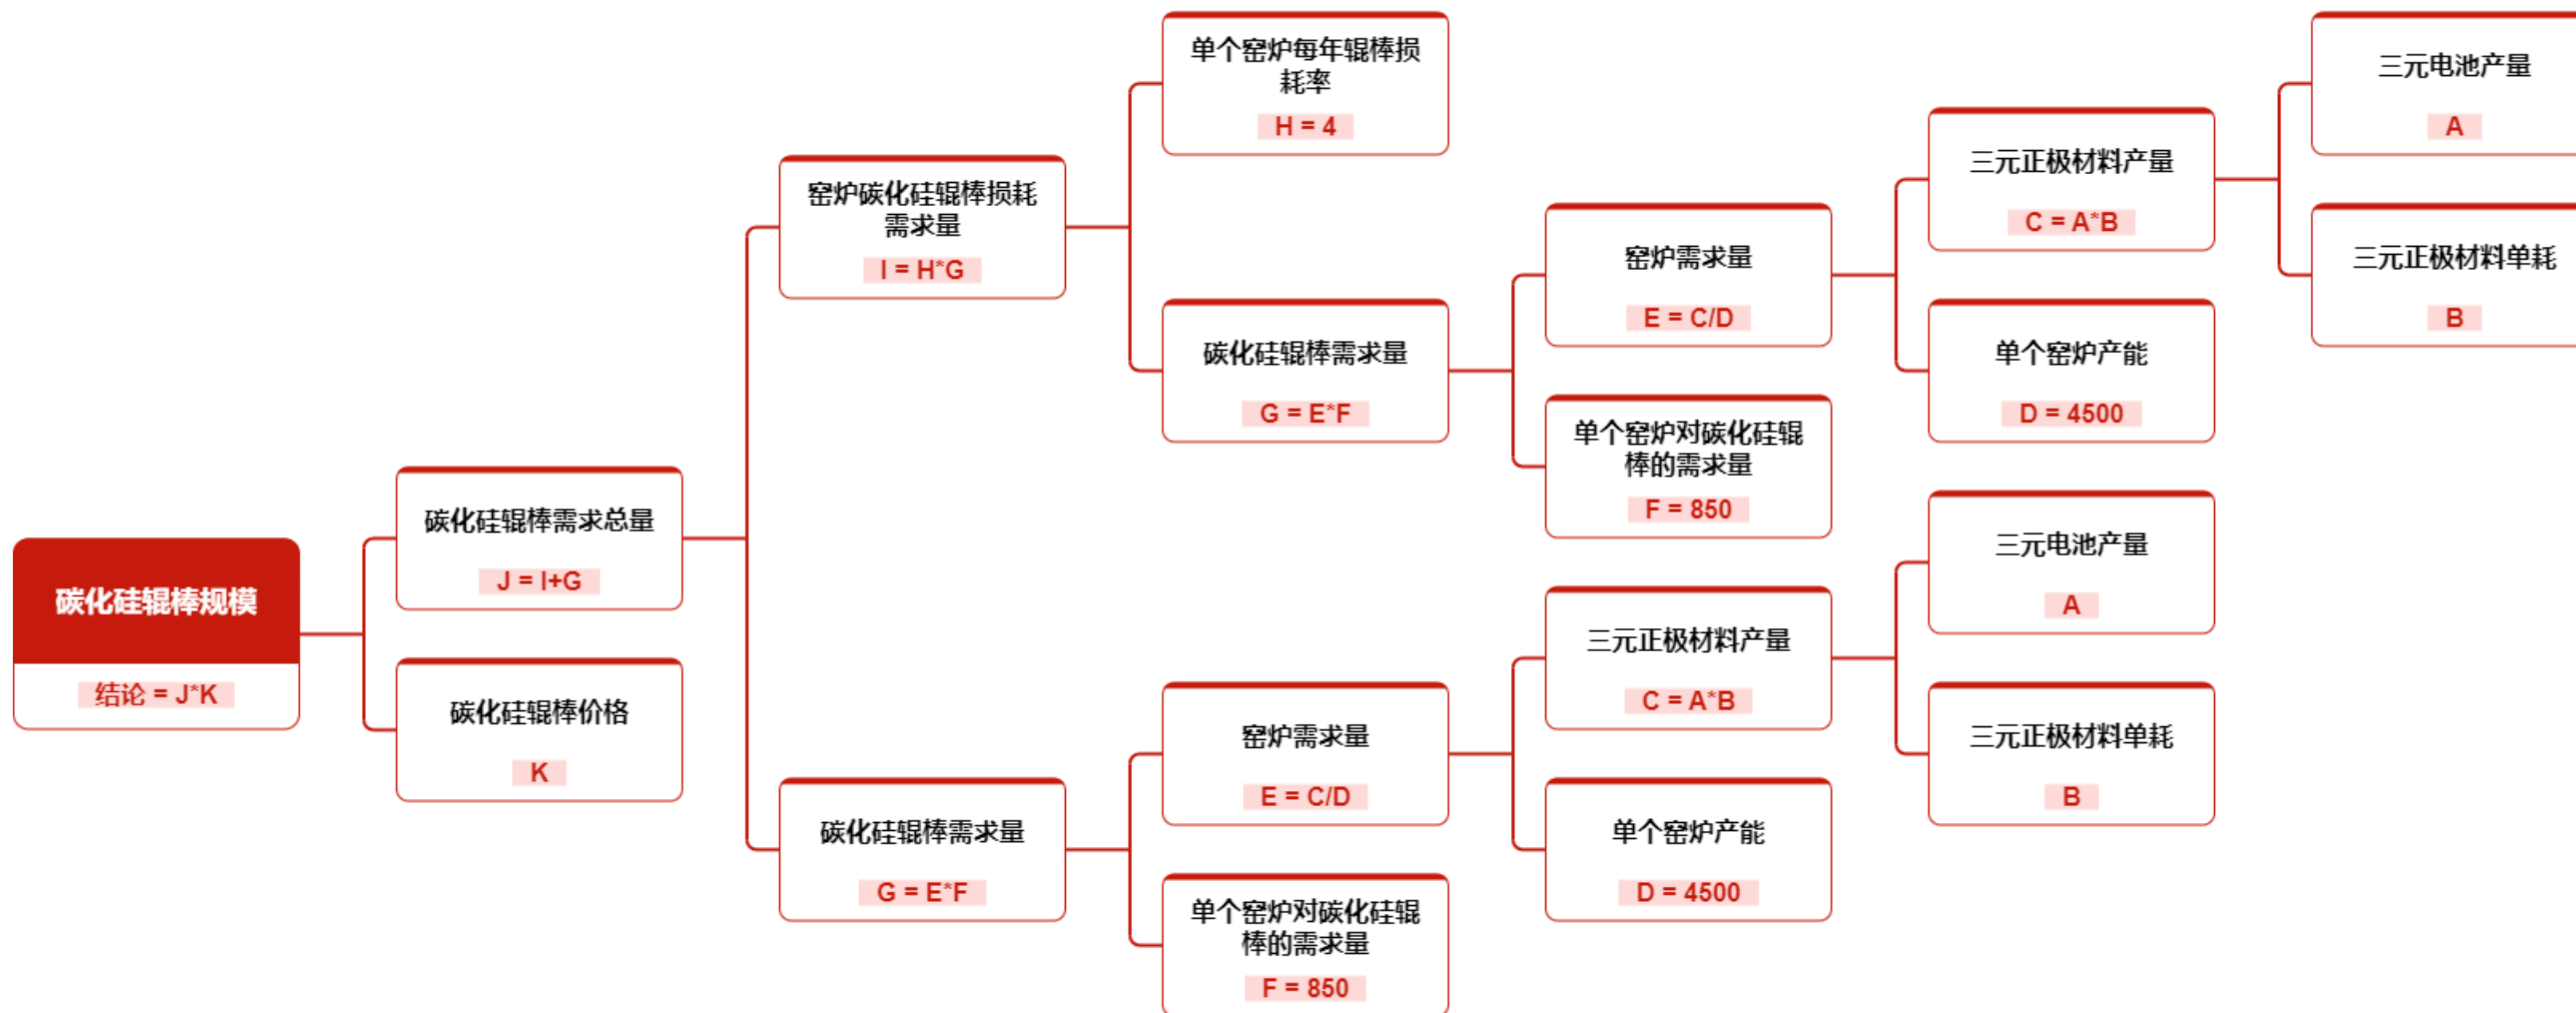 碳化硅辊棒规模
结论 = J*K
碳化硅辊棒需求总量
J = I+G
碳化硅辊棒价格
K
窑炉碳化硅辊棒损耗
需求量
I = H*G
碳化硅辊棒需求量
G = E*F
单个窑炉每年辊棒损
耗率
H = 4
碳化硅辊棒需求量
G = E*F
窑炉需求量
E = C/D
单个窑炉对碳化硅辊
棒的需求量
F = 850
窑炉需求量
E = C/D
单个窑炉对碳化硅辊
棒的需求量
F = 850
三元正极材料产量
C = A*B
单个窑炉产能
D = 4500
三元正极材料产量
C = A*B
单个窑炉产能
D = 4500
三元电池产量
A
三元正极材料单耗
B
三元电池产量
A
三元正极材料单耗
B